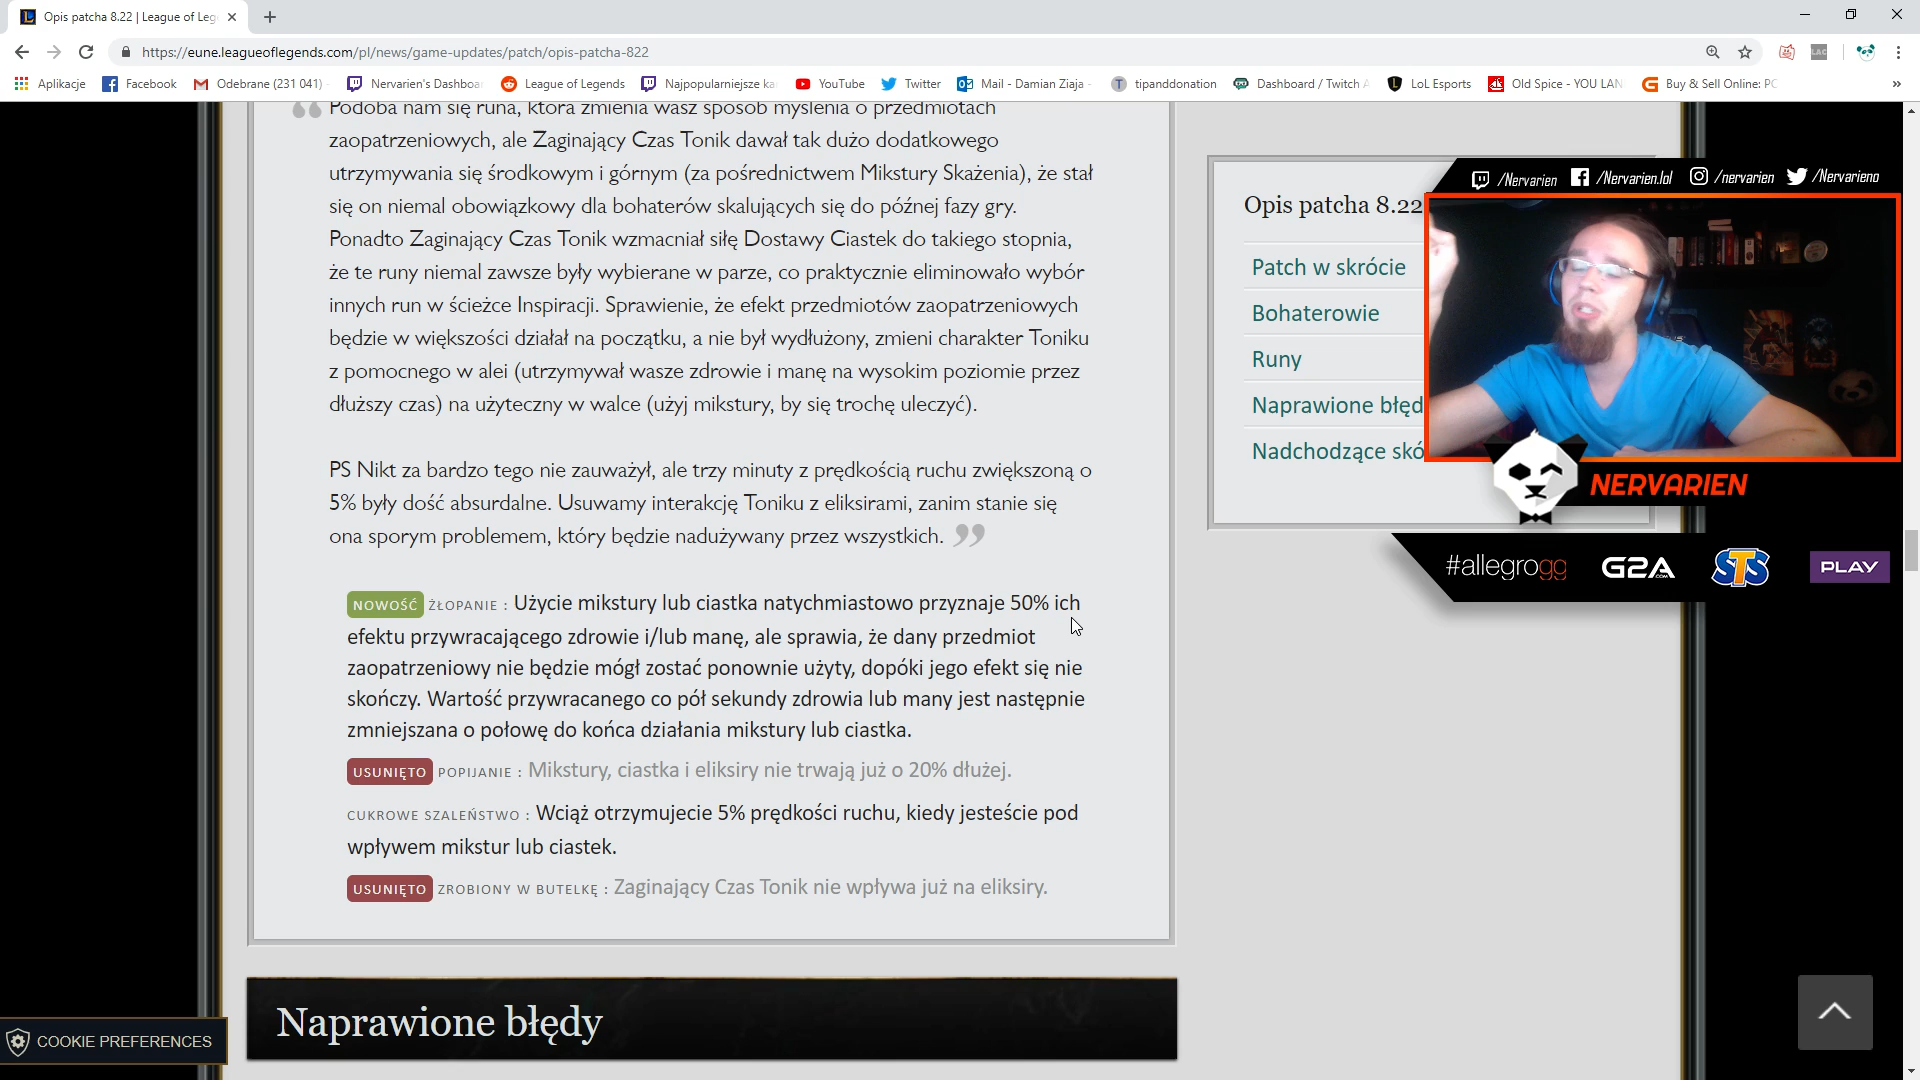 Opis patcha 8.22 | League of Leg
https://eune.leagueoflegends.com/pl/news/game-updates/patch/opis-patcha-822
Aplikacje
Facebook
Odebrane (231 041)
Nervarien's Dashboa
League of Legends
Najpopularniejsze ka
YouTube
Twitter
Mail - Damian Ziaja -
tipanddonation
Dashboard / Twitch A
LoL Esports
Old Spice - YOU LAN
Buy & Sell Online: PC
Podoba nam się runa, która zmienia wasz sposób myślenia o przedmiotach
zaopatrzeniowych, ale Zaginający Czas Tonik dawał tak dużo dodatkowego
utrzymywania się środkowym i górnym (za pośrednictwem Mikstury Skażenia), że stał
się on niemal obowiązkowy dla bohaterów skalujących się do późnej fazy gry.
Ponadto Zaginający Czas Tonik wzmacniał siłę Dostawy Ciastek do takiego stopnia,
że te runy niemal zawsze były wybierane w parze, co praktycznie eliminowało wybór
innych run w ścieżce Inspiracji. Sprawienie, że efekt przedmiotów zaopatrzeniowych
będzie w większości działał na początku, a nie był wydłużony, zmieni charakter Toniku
z pomocnego w alei (utrzymywał wasze zdrowie i manę na wysokim poziomie przez
dłuższy czas) na użyteczny w walce (użyj mikstury, by się trochę uleczyć).
PS Nikt za bardzo tego nie zauważył, ale trzy minuty z prędkością ruchu zwiększoną o
5% były dość absurdalne. Usuwamy interakcję Toniku z eliksirami, zanim stanie się
ona sporym problemem, który będzie nadużywany przez wszystkich.
NOWOŚĆ ŻŁOPANIE : Użycie mikstury lub ciastka natychmiastowo przyznaje 50% ich
efektu przywracającego zdrowie i/lub manę, ale sprawia, że dany przedmiot
zaopatrzeniowy nie będzie mógł zostać ponownie użyty, dopóki jego efekt się nie
skończy. Wartość przywracanego co pół sekundy zdrowia lub many jest następnie
zmniejszana o połowę do końca działania mikstury lub ciastka.
USUNIĘTO POPIJANIE : Mikstury, ciastka i eliksiry nie trwają już o 20% dłużej.
CUKROWE SZALEŃSTWO : Wciąż otrzymujecie 5% prędkości ruchu, kiedy jesteście pod
wpływem mikstur lub ciastek.
USUNIĘTO ZROBIONY W BUTELKĘ : Zaginający Czas Tonik nie wpływa już na eliksiry.
Naprawione błędy
COOKIE PREFERENCES
Opis patcha 8.22
Patch w skrócie
Bohaterowie
Runy
Naprawione błęd
Nadchodzące skó
/Nervarien /Nervarien.lol /nervarien /Nervarieno
NERVARIEN
#allegrogg G2A.COM STS PLAY